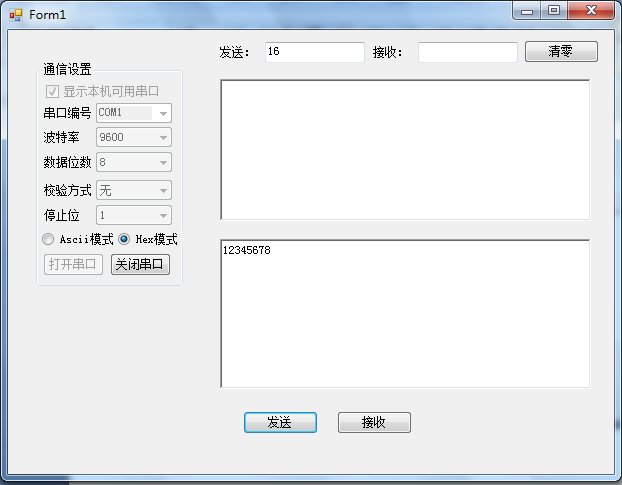 Form1
发送： 16 接收： 清零
通信设置
显示本机可用串口
串口编号 COM1
波特率 9600
数据位数 8
校验方式 无
停止位 1
Ascii模式 Hex模式
打开串口 关闭串口
12345678
发送 接收